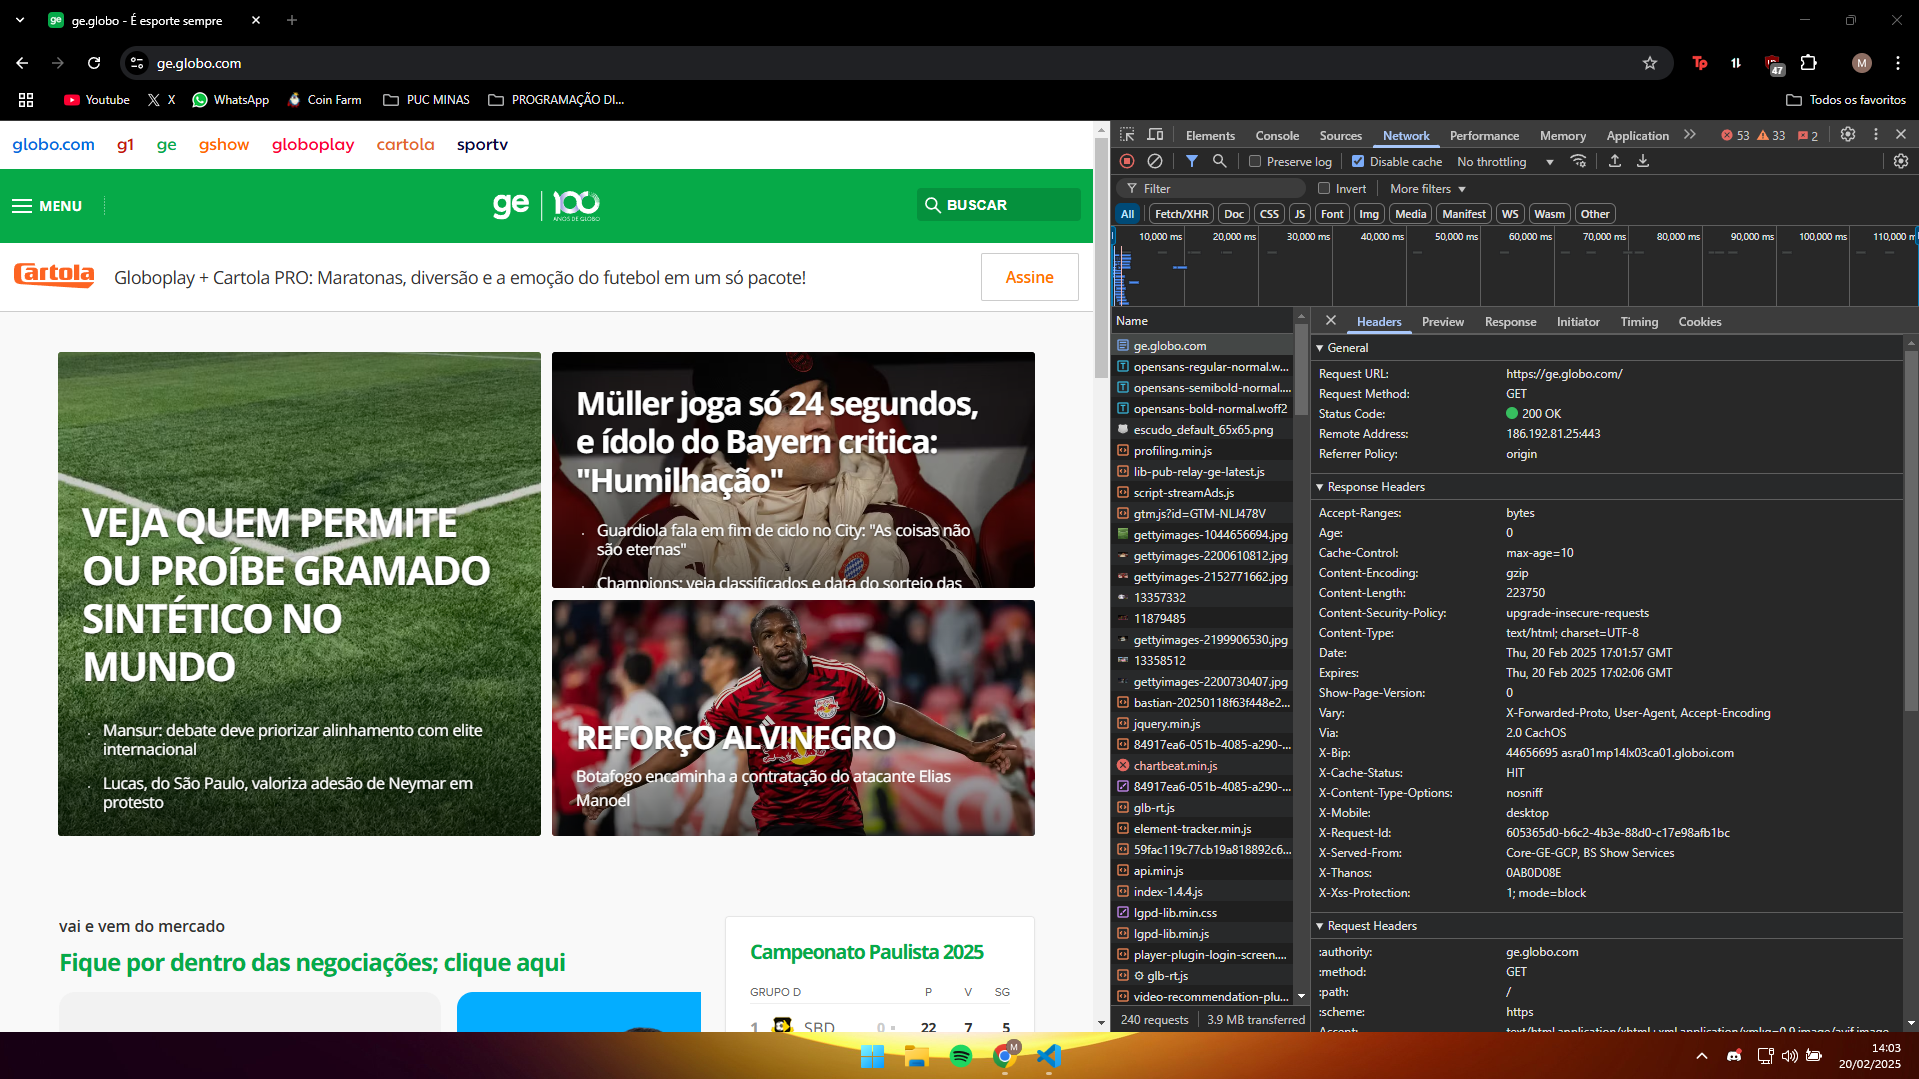 ge.globo - É esporte sempre
ge.globo.com
47
M
Youtube
X
WhatsApp
Coin Farm
PUC MINAS
PROGRAMAÇÃO DI...
Todos os favoritos
globo.com g1 ge gshow globoplay cartola sportv
MENU
ge 100
ANOS DE GLOBO
BUSCAR
Cartola
Globoplay + Cartola PRO: Maratonas, diversão e a emoção do futebol em um só pacote!
Assine
VEJA QUEM PERMITE
OU PROÍBE GRAMADO
SINTÉTICO NO
MUNDO
Mansur: debate deve priorizar alinhamento com elite
internacional
Lucas, do São Paulo, valoriza adesão de Neymar em
protesto
Müller joga só 24 segundos,
e ídolo do Bayern critica:
"Humilhação"
Guardiola fala em fim de ciclo no City: "As coisas não
são eternas"
Champions: veja classificados e data do sorteio das
REFORÇO ALVINEGRO
Botafogo encaminha a contratação do atacante Elias
Manoel
vai e vem do mercado
Fique por dentro das negociações; clique aqui
Campeonato Paulista 2025
GRUPO D P V SG
1 SBD 0 22 7 5
Elements Console Sources Network Performance Memory Application 53 33 2
Preserve log Disable cache No throttling
Filter Invert More filters
All Fetch/XHR Doc CSS JS Font Img Media Manifest WS Wasm Other
10,000 ms 20,000 ms 30,000 ms 40,000 ms 50,000 ms 60,000 ms 70,000 ms 80,000 ms 90,000 ms 100,000 ms 110,000 m
Name
ge.globo.com
opensans-regular-normal.w...
opensans-semibold-normal....
opensans-bold-normal.woff2
escudo_default_65x65.png
profiling.min.js
lib-pub-relay-ge-latest.js
script-streamAds.js
gtm.js?id=GTM-NLJ478V
gettyimages-1044656694.jpg
gettyimages-2200610812.jpg
gettyimages-2152771662.jpg
13357332
11879485
gettyimages-2199906530.jpg
13358512
gettyimages-2200730407.jpg
bastian-20250118f63f448e2...
jquery.min.js
84917ea6-051b-4085-a290-...
chartbeat.min.js
84917ea6-051b-4085-a290-...
glb-rt.js
element-tracker.min.js
59fac119c77cb19a818892c6...
api.min.js
index-1.4.4.js
lgpd-lib.min.css
lgpd-lib.min.js
player-plugin-login-screen....
glb-rt.js
video-recommendation-plu...
240 requests 3.9 MB transferred
Headers Preview Response Initiator Timing Cookies
General
Request URL: https://ge.globo.com/
Request Method: GET
Status Code: 200 OK
Remote Address: 186.192.81.25:443
Referrer Policy: origin
Response Headers
Accept-Ranges: bytes
Age: 0
Cache-Control: max-age=10
Content-Encoding: gzip
Content-Length: 223750
Content-Security-Policy: upgrade-insecure-requests
Content-Type: text/html; charset=UTF-8
Date: Thu, 20 Feb 2025 17:01:57 GMT
Expires: Thu, 20 Feb 2025 17:02:06 GMT
Show-Page-Version: 0
Vary: X-Forwarded-Proto, User-Agent, Accept-Encoding
Via: 2.0 CachOS
X-Bip: 44656695 asra01mp14lx03ca01.globoi.com
X-Cache-Status: HIT
X-Content-Type-Options: nosniff
X-Mobile: desktop
X-Request-Id: 605365d0-b6c2-4b3e-88d0-c17e98afb1bc
X-Served-From: Core-GE-GCP, BS Show Services
X-Thanos: 0AB0D08E
X-Xss-Protection: 1; mode=block
Request Headers
:authority: ge.globo.com
:method: GET
:path: /
:scheme: https
Accept: text/html,application/xhtml+xml,application/xml;q=0.9,image/avif,image
M
14:03
20/02/2025